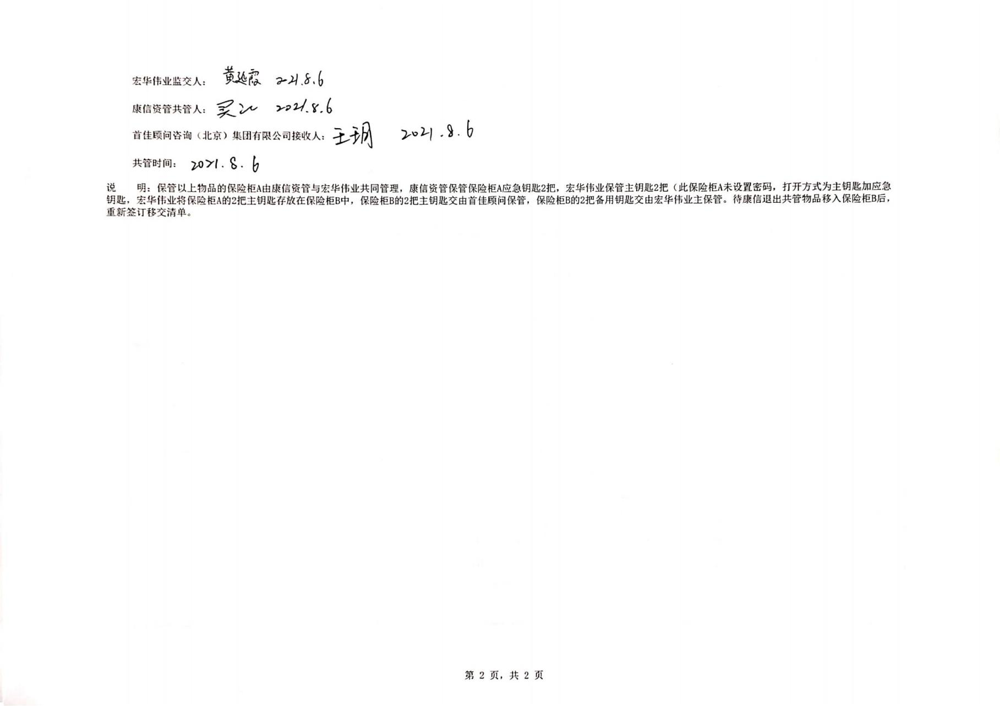 宏华伟业监交人： 黄延霞 2021.8.6
康信资管共管人： 2021.8.6
首佳顾问咨询（北京）集团有限公司接收人：王玥 2021.8.6
共管时间： 2021.8.6
说　　明：保管以上物品的保险柜A由康信资管与宏华伟业共同管理，康信资管保管保险柜A应急钥匙2把，宏华伟业保管主钥匙2把（此保险柜A未设置密码，打开方式为主钥匙加应急
钥匙，宏华伟业将保险柜A的2把主钥匙存放在保险柜B中，保险柜B的2把主钥匙交由首佳顾问保管，保险柜B的2把备用钥匙交由宏华伟业主保管。待康信退出共管物品移入保险柜B后，
重新签订移交清单。
第 2 页，共 2 页